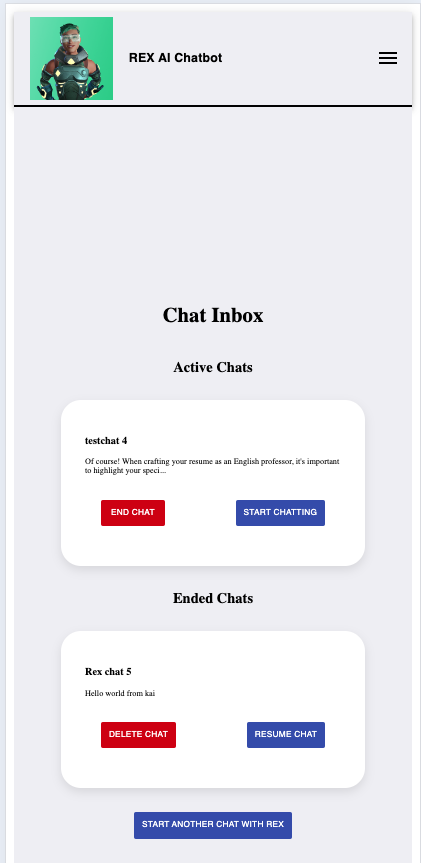 REX AI Chatbot
Chat Inbox
Active Chats
testchat 4
Of course! When crafting your resume as an English professor, it's important
to highlight your speci...
END CHAT
START CHATTING
Ended Chats
Rex chat 5
Hello world from kai
DELETE CHAT
RESUME CHAT
START ANOTHER CHAT WITH REX